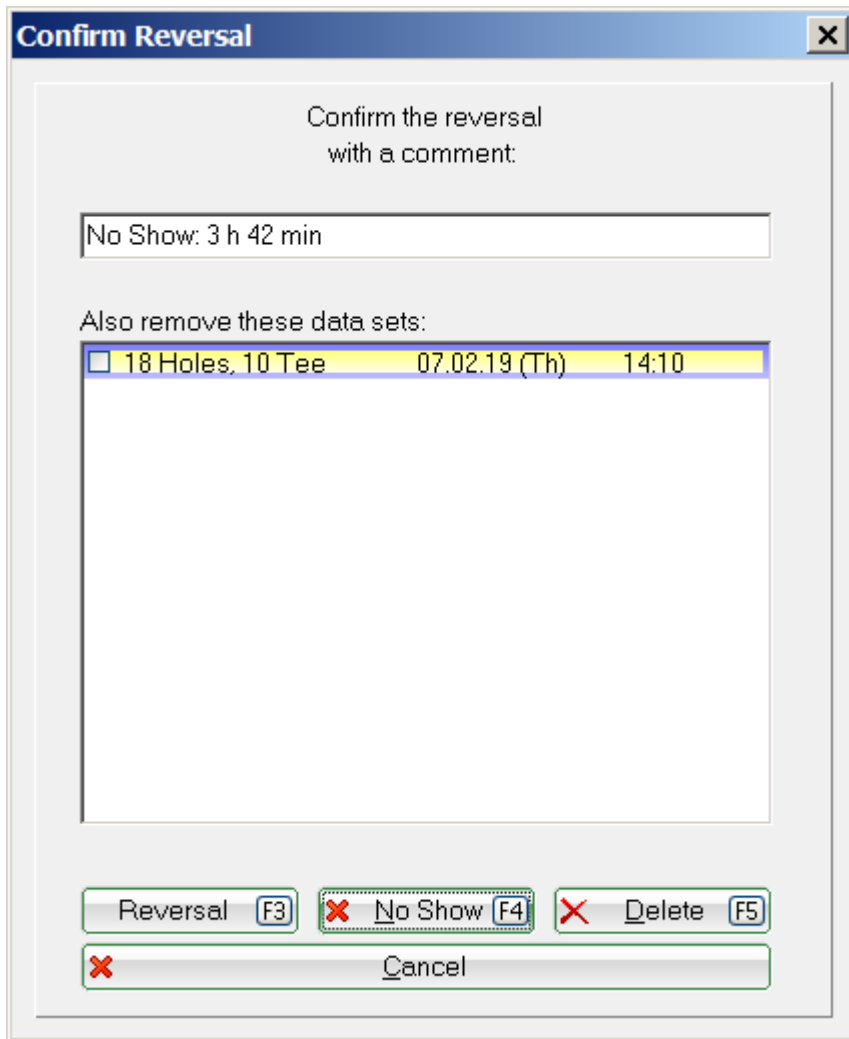 Confirm Reversal
Confirm the reversal
with a comment:
No Show: 3 h 42 min
Also remove these data sets:
18 Holes, 10 Tee 07.02.19 (Th) 14:10
Reversal F3 No Show F4 Delete F5
Cancel